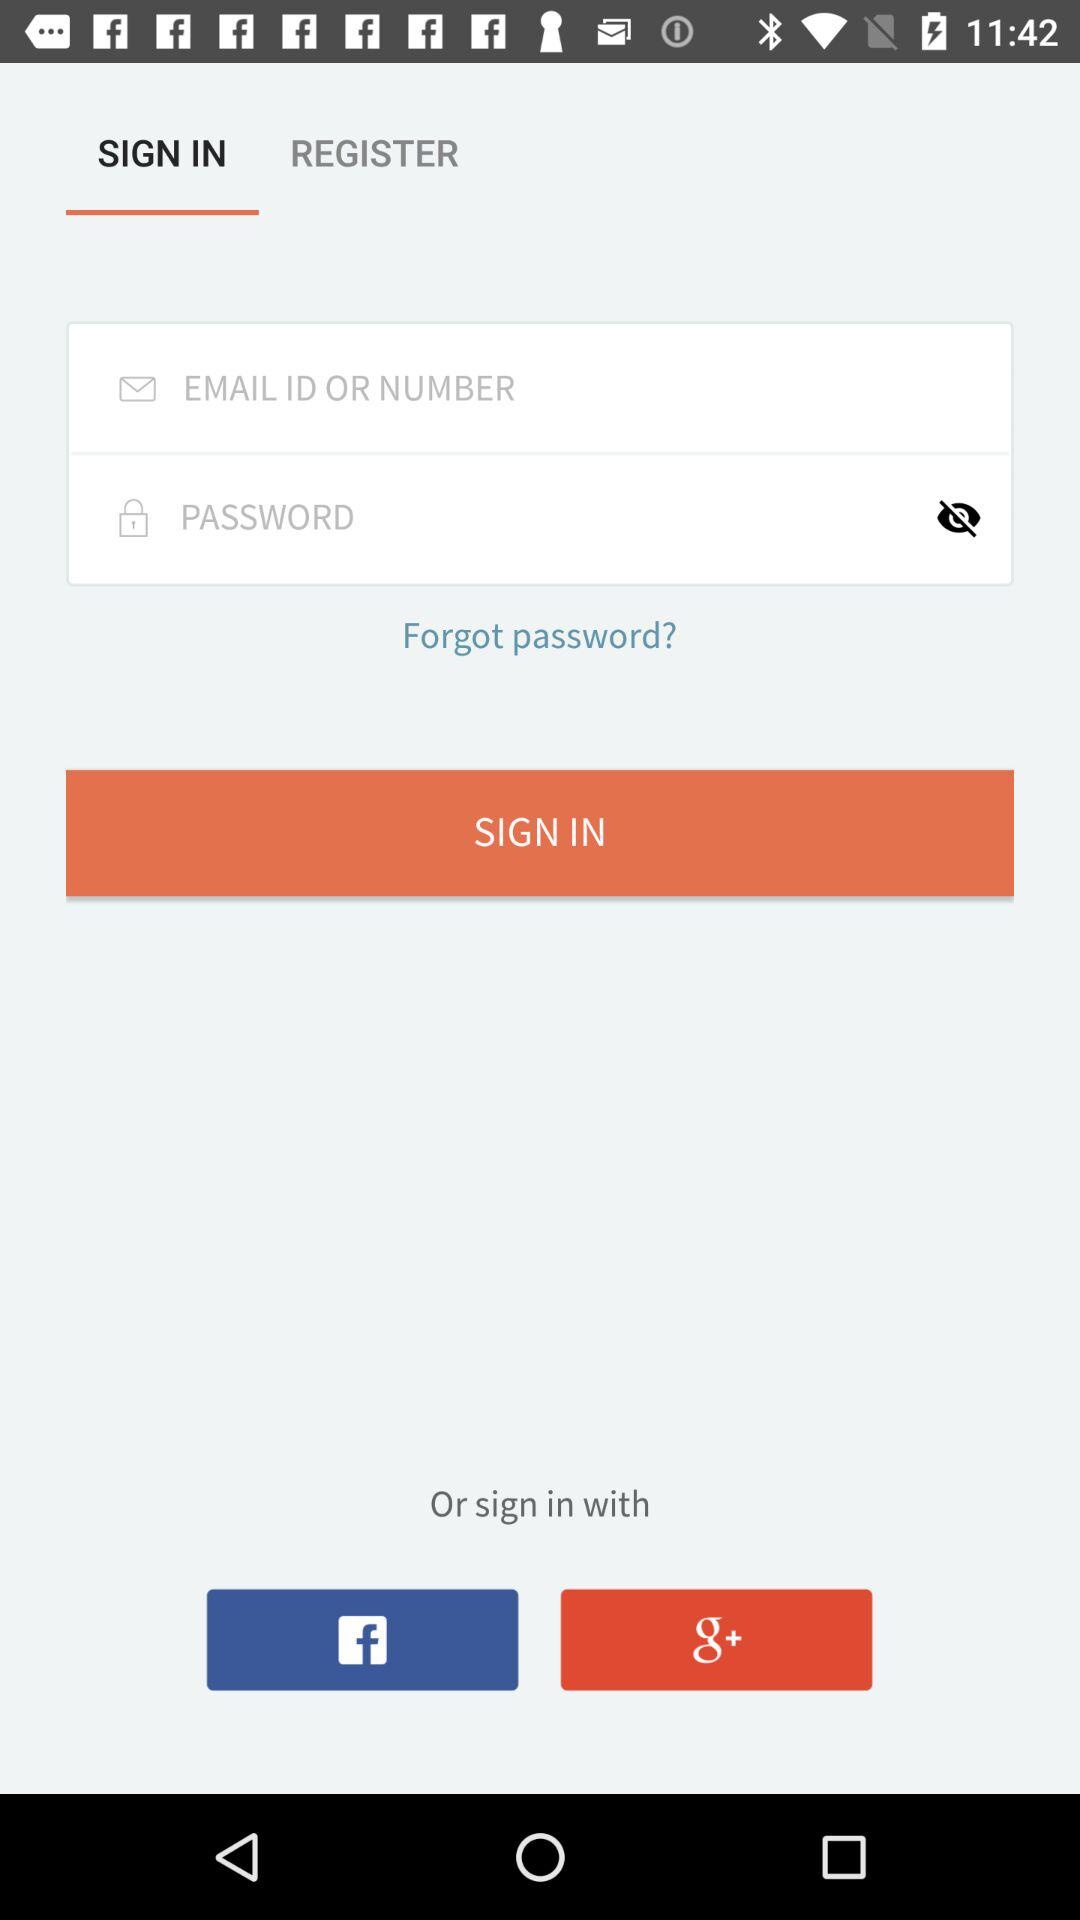 11:42
SIGN IN REGISTER
EMAIL ID OR NUMBER
PASSWORD
Forgot password?
SIGN IN
Or sign in with
f g+